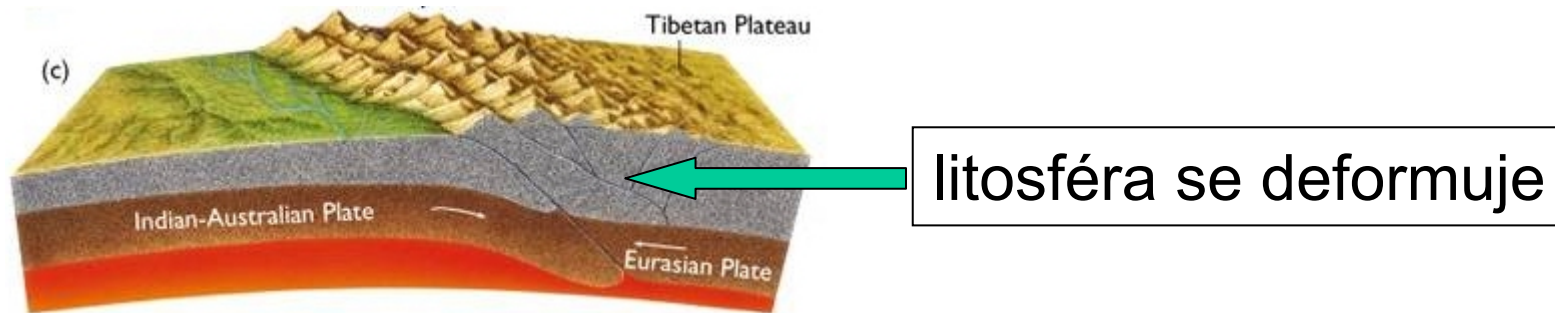 Tibetan Plateau
(c)
litosféra se deformuje
Indian-Australian Plate
Eurasian Plate